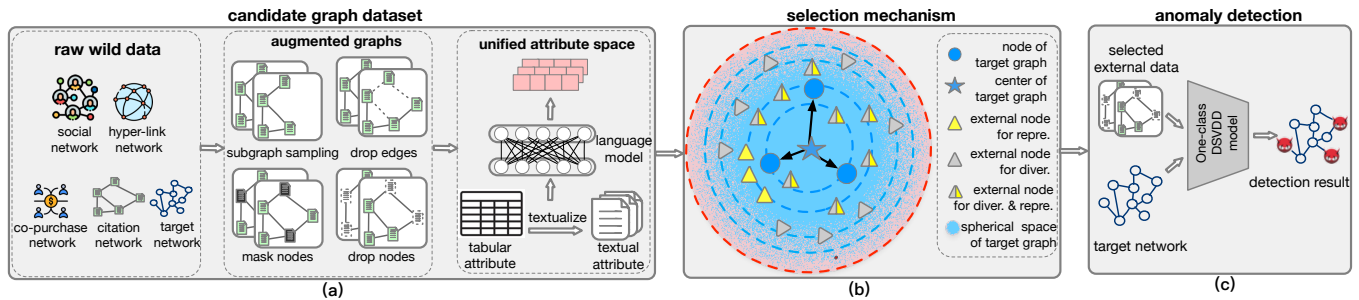 candidate graph dataset
raw wild data
social
network
hyper-link
network
co-purchase
network
citation
network
target
network
augmented graphs
subgraph sampling
drop edges
mask nodes
drop nodes
unified attribute space
language
model
textualize
tabular
attribute
textual
attribute
(a)
selection mechanism
node of
target graph
center of
target graph
external node
for repre.
external node
for diver.
external node
for diver. & repre.
spherical space
of target graph
(b)
anomaly detection
selected
external data
One-class
DSVDD
model
detection result
target network
(c)